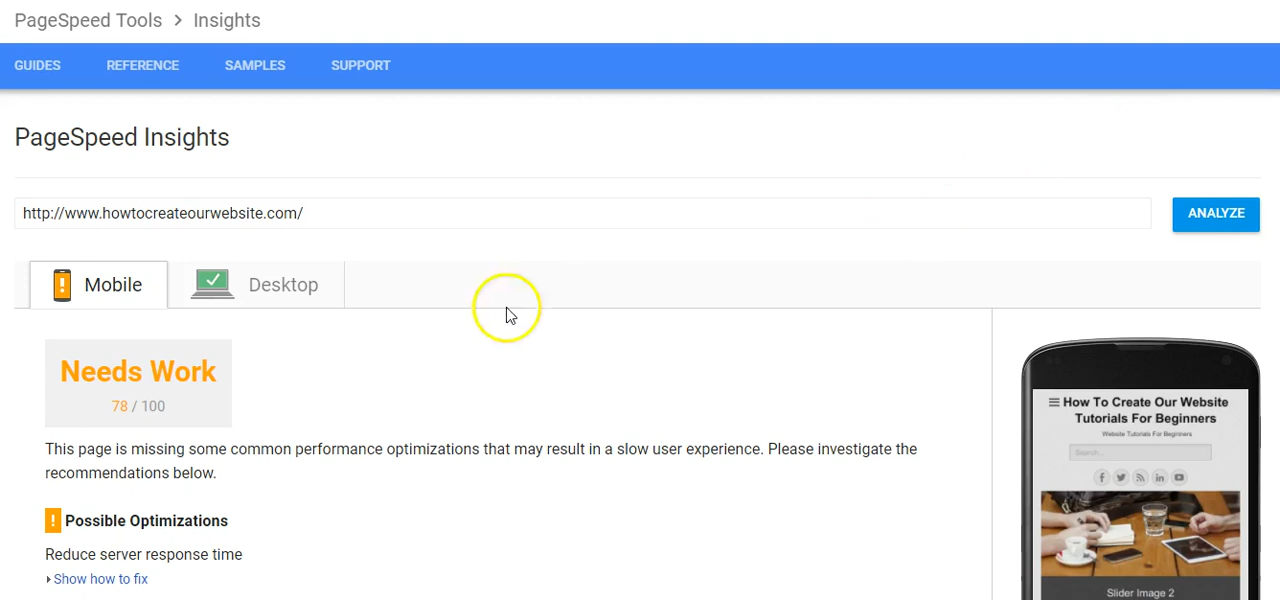 PageSpeed Tools > Insights
GUIDES REFERENCE SAMPLES SUPPORT
PageSpeed Insights
http://www.howtocreateourwebsite.com/ ANALYZE
! Mobile Desktop
Needs Work
78 / 100
This page is missing some common performance optimizations that may result in a slow user experience. Please investigate the
recommendations below.
! Possible Optimizations
Reduce server response time
Show how to fix
How To Create Our Website
Tutorials For Beginners
Website Tutorials For Beginners
Search...
Slider Image 2